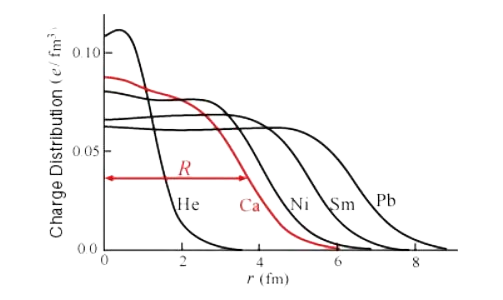 Charge Distribution (e/fm³)
0.10
0.05
0.0
R
He
Ca
Ni
Sm
Pb
0
2
4
6
8
r (fm)